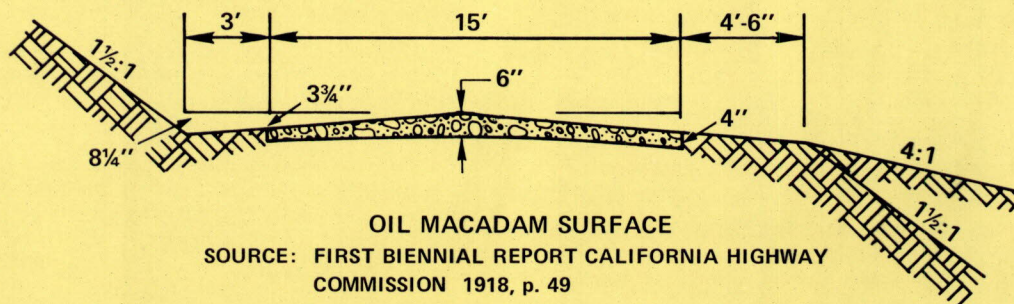 3' 15' 4'-6"
1½:1
6"
3¾"
4"
8¼"
4:1
1½:1
OIL MACADAM SURFACE
SOURCE: FIRST BIENNIAL REPORT CALIFORNIA HIGHWAY
COMMISSION 1918, p. 49